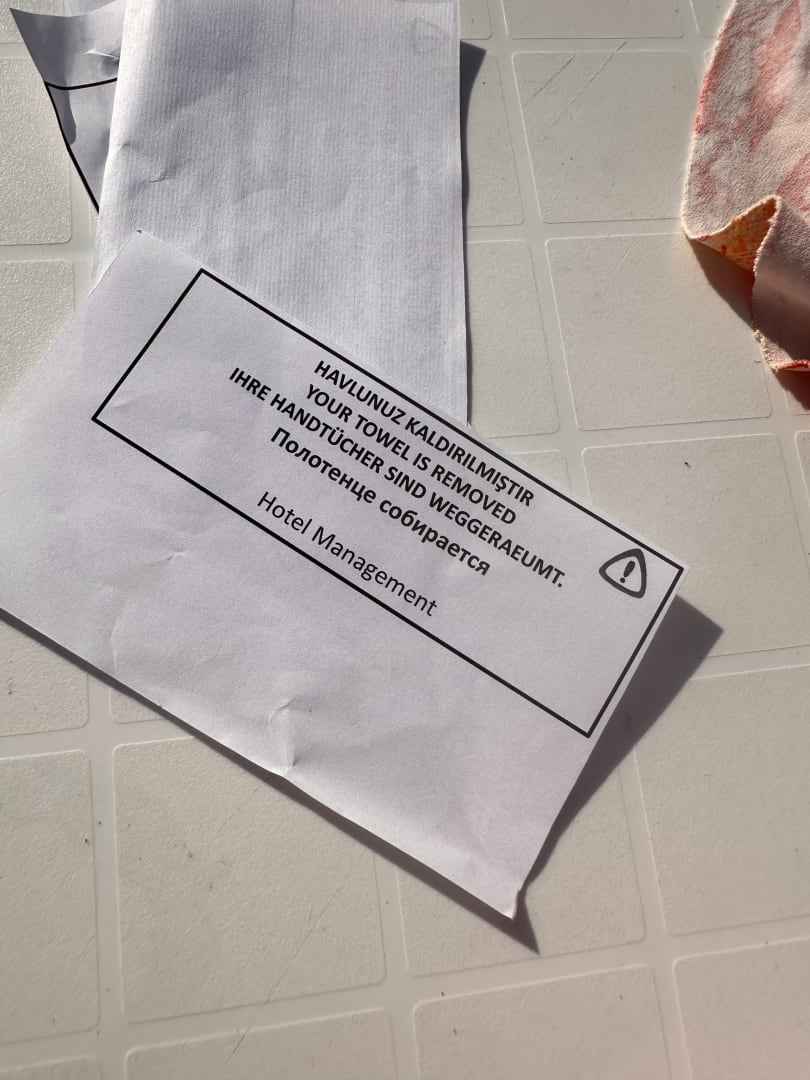 HAVLUNUZ KALDIRILMIŞTIR
YOUR TOWEL IS REMOVED
IHRE HANDTÜCHER SIND WEGGERAEUMT.
Полотенце собирается
Hotel Management